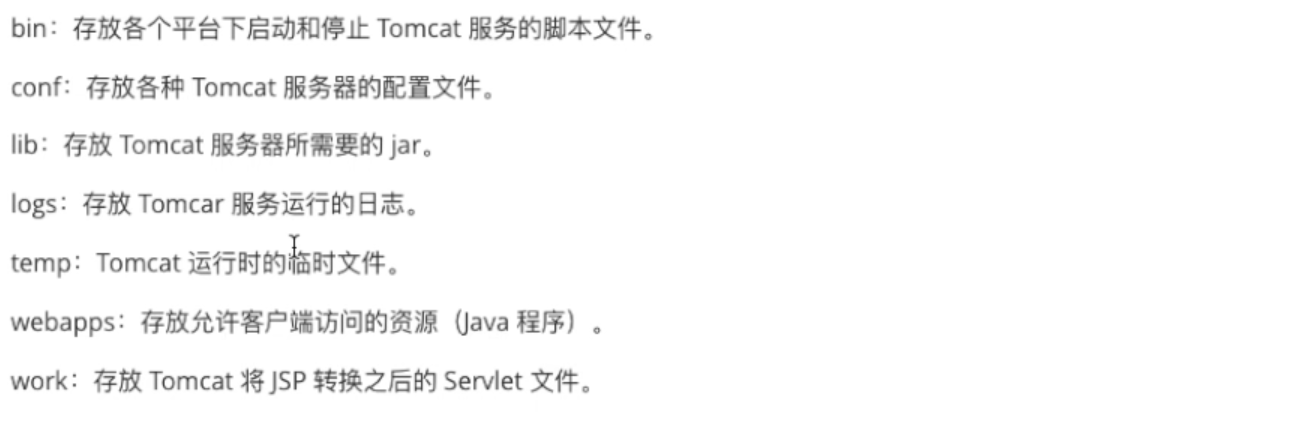 bin：存放各个平台下启动和停止 Tomcat 服务的脚本文件。
conf：存放各种 Tomcat 服务器的配置文件。
lib：存放 Tomcat 服务器所需要的 jar。
logs：存放 Tomcar 服务运行的日志。
temp：Tomcat 运行时的临时文件。
webapps：存放允许客户端访问的资源（Java 程序）。
work：存放 Tomcat 将 JSP 转换之后的 Servlet 文件。